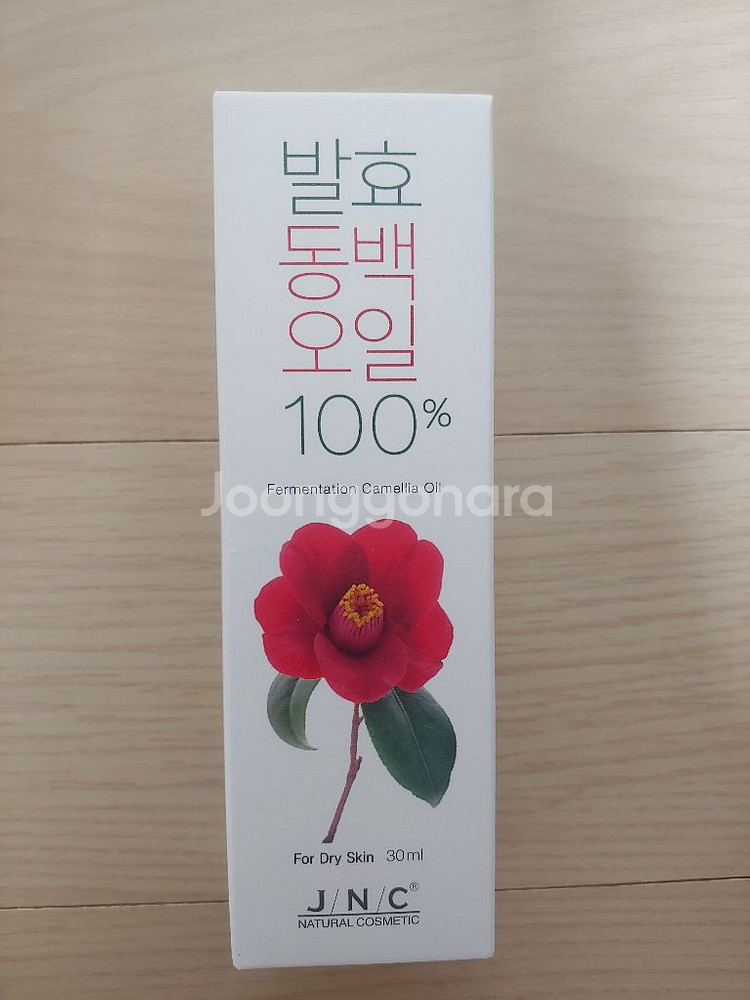 발효
동백
오일
100%
Fermentation Camellia Oil
Joonggonara
For Dry Skin 30ml
J/N/C®
NATURAL COSMETIC